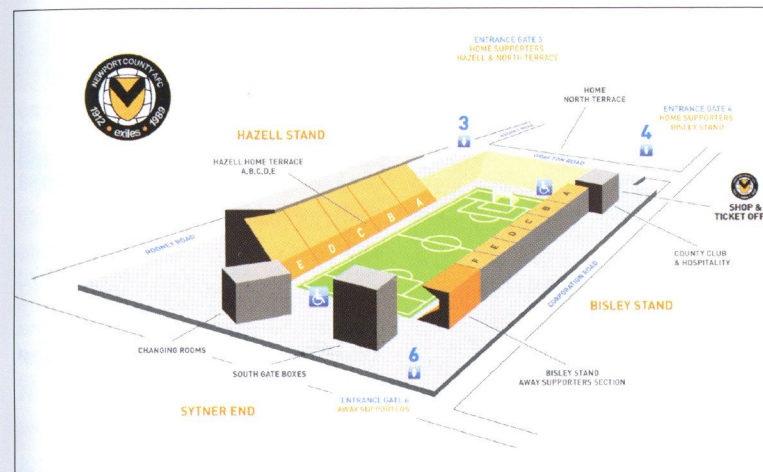 ENTRANCE GATE 3
HOME SUPPORTERS
HAZELL & NORTH TERRACE
HOME
NORTH TERRACE
ENTRANCE GATE 4
HOME SUPPORTERS
BISLEY STAND
NEWPORT COUNTY AFC
1912 exiles 1989
HAZELL STAND
3
4
HAZELL HOME TERRACE
A,B,C,D,E
GRAFTON ROAD
SHOP &
TICKET OFF
A
B
C
D
E
A
B
C
D
E
F
RODNEY ROAD
COUNTY CLUB
& HOSPITALITY
CORPORATION ROAD
BISLEY STAND
CHANGING ROOMS
SOUTH GATE BOXES
6
BISLEY STAND
AWAY SUPPORTERS SECTION
ENTRANCE GATE 6
AWAY SUPPORTERS
SYTNER END